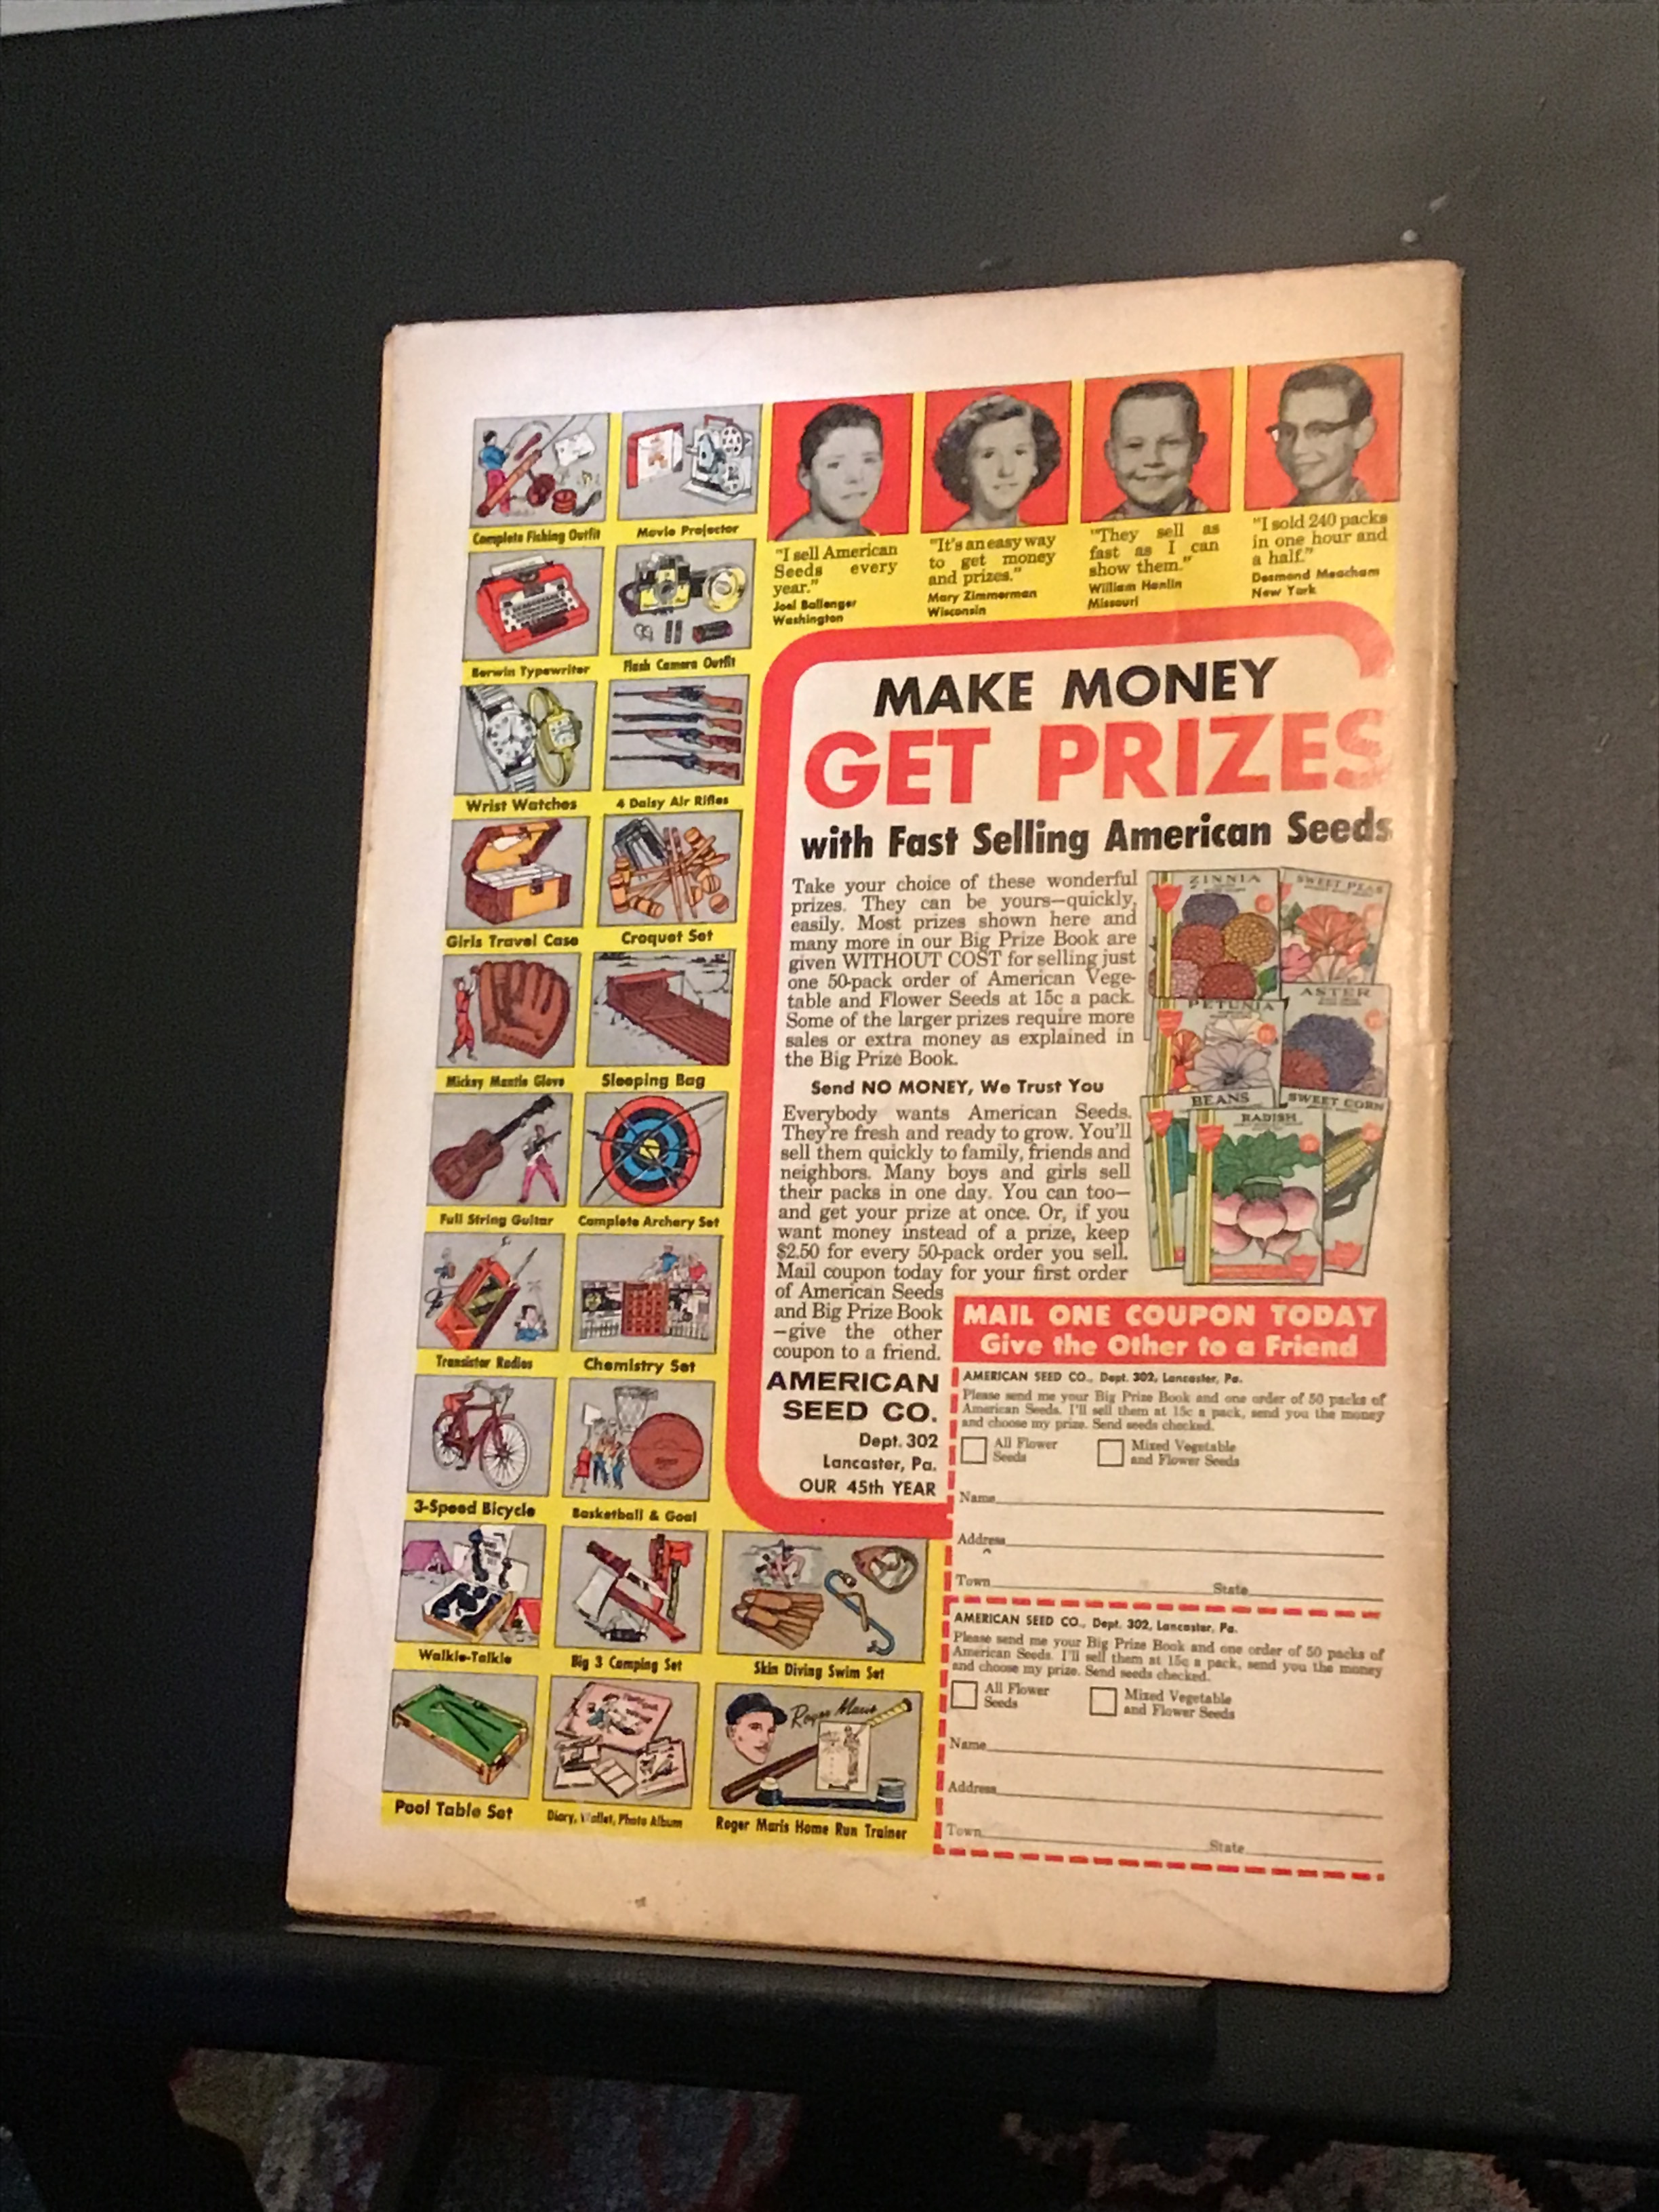 Complete Fishing Outfit
Movie Projector
Berwin Typewriter
Flash Camera Outfit
Wrist Watches
4 Daisy Air Rifles
Girls Travel Case
Croquet Set
Mickey Mantle Glove
Sleeping Bag
Full String Guitar
Complete Archery Set
Transistor Radios
Chemistry Set
3-Speed Bicycle
Basketball & Goal
Walkie-Talkie
Big 3 Camping Set
Skin Diving Swim Set
Pool Table Set
Diary, Wallet, Photo Album
Roger Maris
Roger Maris Home Run Trainer
"I sell American
Seeds every
year."
Joel Ballenger
Washington
"It's an easy way
to get money
and prizes."
Mary Zimmerman
Wisconsin
"They sell as
fast as I can
show them."
William Hanlin
Missouri
"I sold 240 packs
in one hour and
a half."
Desmond Meacham
New York
MAKE MONEY
GET PRIZES
with Fast Selling American Seeds
Take your choice of these wonderful
prizes. They can be yours—quickly,
easily. Most prizes shown here and
many more in our Big Prize Book are
given WITHOUT COST for selling just
one 50-pack order of American Vege-
table and Flower Seeds at 15c a pack.
Some of the larger prizes require more
sales or extra money as explained in
the Big Prize Book.
Send NO MONEY, We Trust You
Everybody wants American Seeds.
They're fresh and ready to grow. You'll
sell them quickly to family, friends and
neighbors. Many boys and girls sell
their packs in one day. You can too—
and get your prize at once. Or, if you
want money instead of a prize, keep
$2.50 for every 50-pack order you sell.
Mail coupon today for your first order
of American Seeds
and Big Prize Book
—give the other
coupon to a friend.
AMERICAN
SEED CO.
Dept. 302
Lancaster, Pa.
OUR 45th YEAR
ZINNIA
SWEET PEAS
PETUNIA
ASTER
BEANS
SWEET CORN
RADISH
MAIL ONE COUPON TODAY
Give the Other to a Friend
AMERICAN SEED CO., Dept. 302, Lancaster, Pa.
Please send me your Big Prize Book and one order of 50 packs of
American Seeds. I'll sell them at 15c a pack, send you the money
and choose my prize. Send seeds checked.
All Flower
Seeds
Mixed Vegetable
and Flower Seeds
Name
Address
Town State
AMERICAN SEED CO., Dept. 302, Lancaster, Pa.
Please send me your Big Prize Book and one order of 50 packs of
American Seeds. I'll sell them at 15c a pack, send you the money
and choose my prize. Send seeds checked.
All Flower
Seeds
Mixed Vegetable
and Flower Seeds
Name
Address
Town State